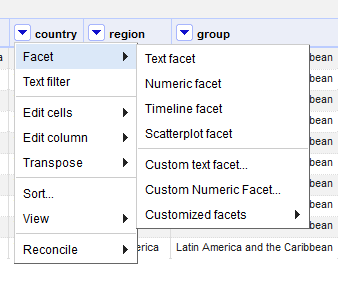 country region group
Facet
Text filter
Edit cells
Edit column
Transpose
Sort...
View
Reconcile
Text facet
Numeric facet
Timeline facet
Scatterplot facet
Custom text facet...
Custom Numeric Facet...
Customized facets
bean
bean
bean
bean
bean
bean
bean
bean
erica Latin America and the Caribbean